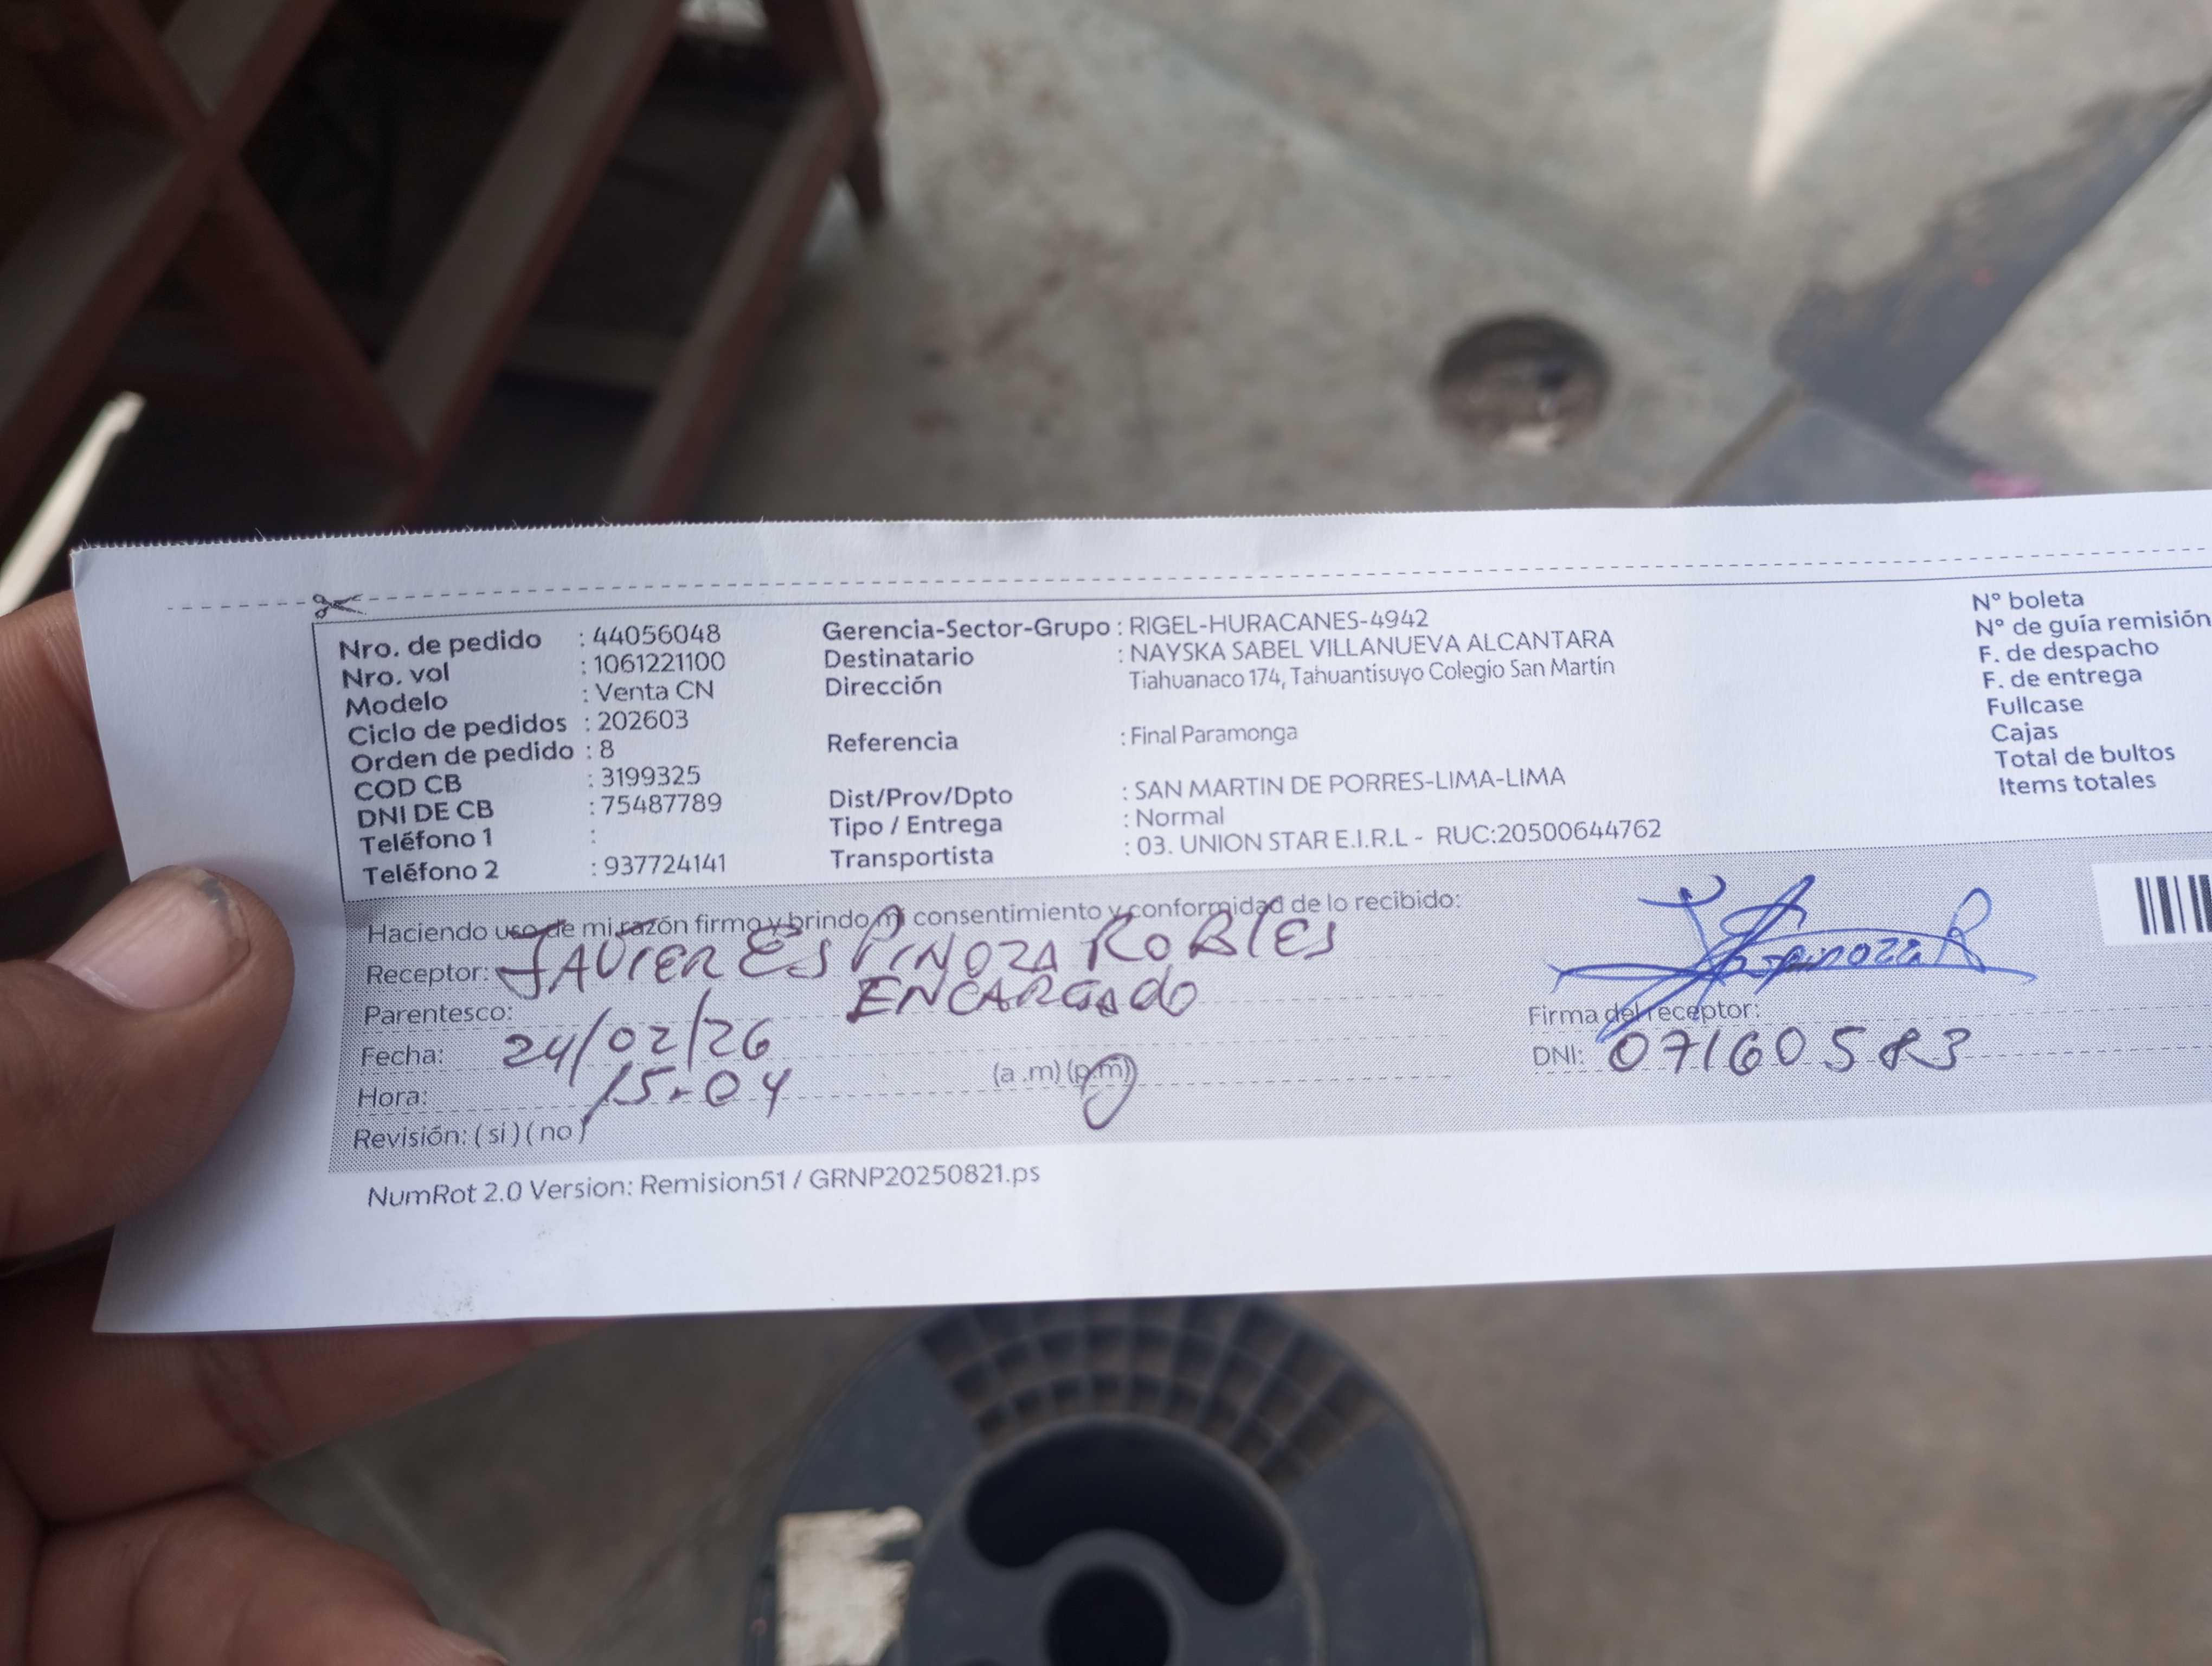 Nro. de pedido : 44056048
Nro. vol : 1061221100
Modelo : Venta CN
Ciclo de pedidos : 202603
Orden de pedido : 8
COD CB : 3199325
DNI DE CB : 75487789
Teléfono 1 :
Teléfono 2 : 937724141
Gerencia-Sector-Grupo : RIGEL-HURACANES-4942
Destinatario : NAYSKA SABEL VILLANUEVA ALCANTARA
Dirección Tiahuanaco 174, Tahuantisuyo Colegio San Martín
Referencia : Final Paramonga
Dist/Prov/Dpto : SAN MARTIN DE PORRES-LIMA-LIMA
Tipo / Entrega : Normal
Transportista : 03. UNION STAR E.I.R.L - RUC:20500644762
Nº boleta
Nº de guía remisión
F. de despacho
F. de entrega
Fullcase
Cajas
Total de bultos
Items totales
Haciendo uso de mi razón firmo y brindo mi consentimiento y conformidad de lo recibido:
Receptor: JAVIER ESPINOZA ROBLES
Parentesco: ENCARGADO
Fecha: 24/02/26
Hora: 15-04 (a .m) (p.m)
Revisión: ( si ) ( no )
Espinoza R
Firma del receptor:
DNI: 07160583
NumRot 2.0 Version: Remision51 / GRNP20250821.ps